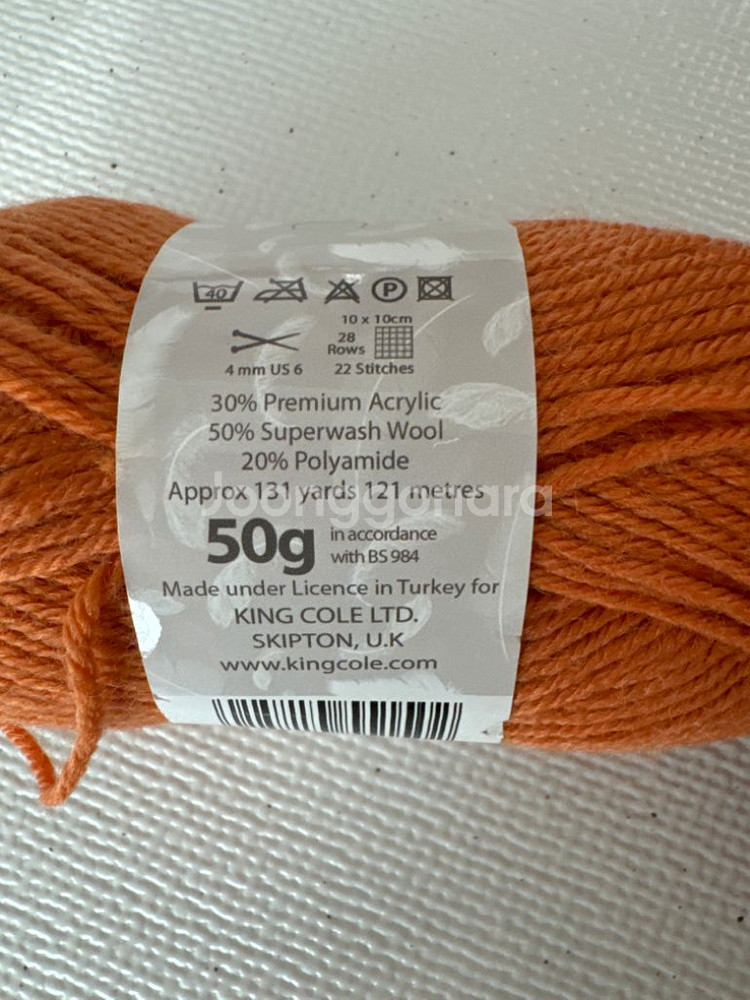 40 P
10 x 10cm
28
Rows
4 mm US 6 22 Stitches
30% Premium Acrylic
50% Superwash Wool
20% Polyamide
Approx 131 yards 121 metres
Joonggonara
50g in accordance
with BS 984
Made under Licence in Turkey for
KING COLE LTD.
SKIPTON, U.K
www.kingcole.com